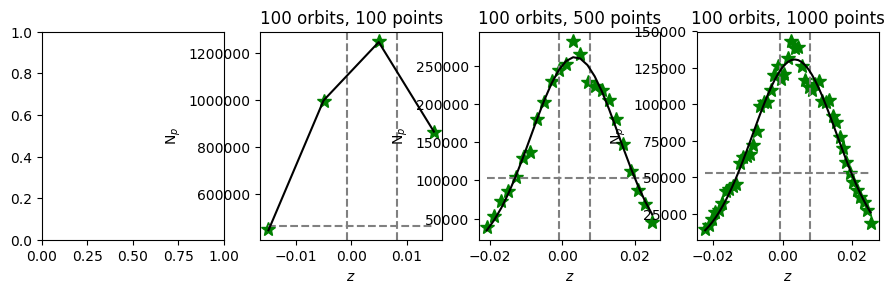 100 orbits, 100 points
100 orbits, 500 points
100 orbits, 1000 points
1.0
0.8
0.6
0.4
0.2
0.0
0.00 0.25 0.50 0.75 1.00
N_p
1200000
1000000
800000
600000
−0.01 0.00 0.01
z
N_p
250000
200000
150000
100000
50000
−0.02 0.00 0.02
z
N_p
150000
125000
100000
75000
50000
25000
−0.02 0.00 0.02
z